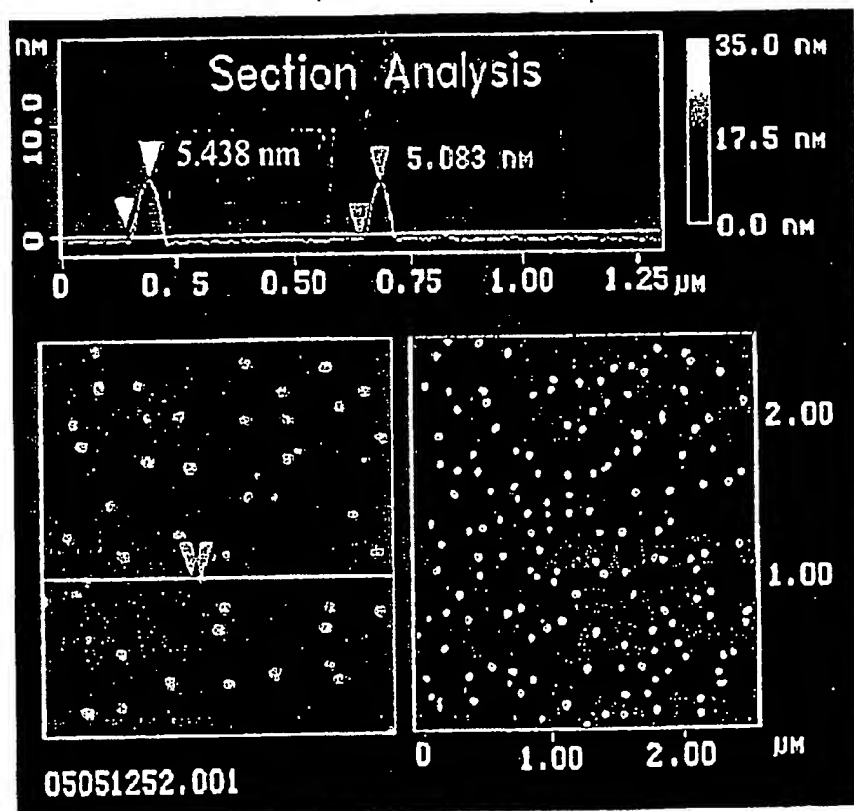 nm 35.0 nm
Section Analysis
10.0 17.5 nm
5.438 nm 5.083 nm
0 0.0 nm
0 0. 5 0.50 0.75 1.00 1.25 µm
2.00
1.00
0 1.00 2.00 µm
05051252.001